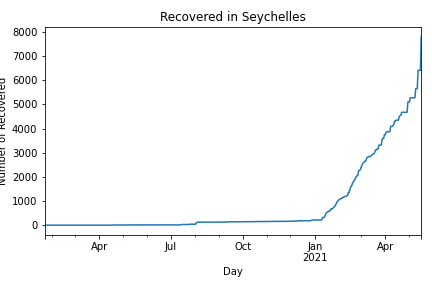 Recovered in Seychelles
Number of Recovered
8000
7000
6000
5000
4000
3000
2000
1000
0
Apr
Jul
Oct
Jan
2021
Apr
Day